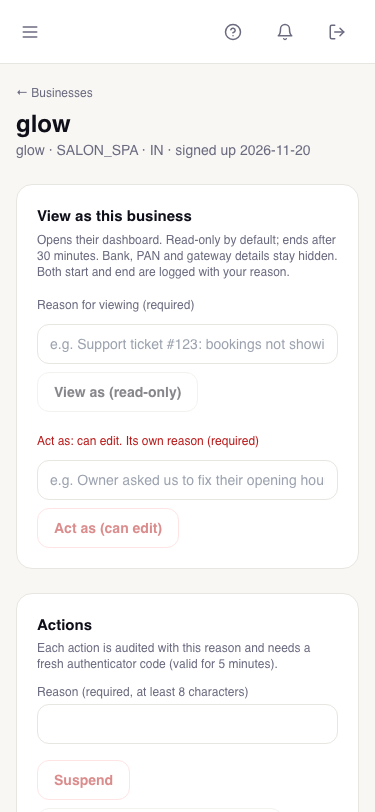 ← Businesses
glow
glow · SALON_SPA · IN · signed up 2026-11-20
View as this business
Opens their dashboard. Read-only by default; ends after
30 minutes. Bank, PAN and gateway details stay hidden.
Both start and end are logged with your reason.
Reason for viewing (required)
e.g. Support ticket #123: bookings not showi
View as (read-only)
Act as: can edit. Its own reason (required)
e.g. Owner asked us to fix their opening hou
Act as (can edit)
Actions
Each action is audited with this reason and needs a
fresh authenticator code (valid for 5 minutes).
Reason (required, at least 8 characters)
Suspend